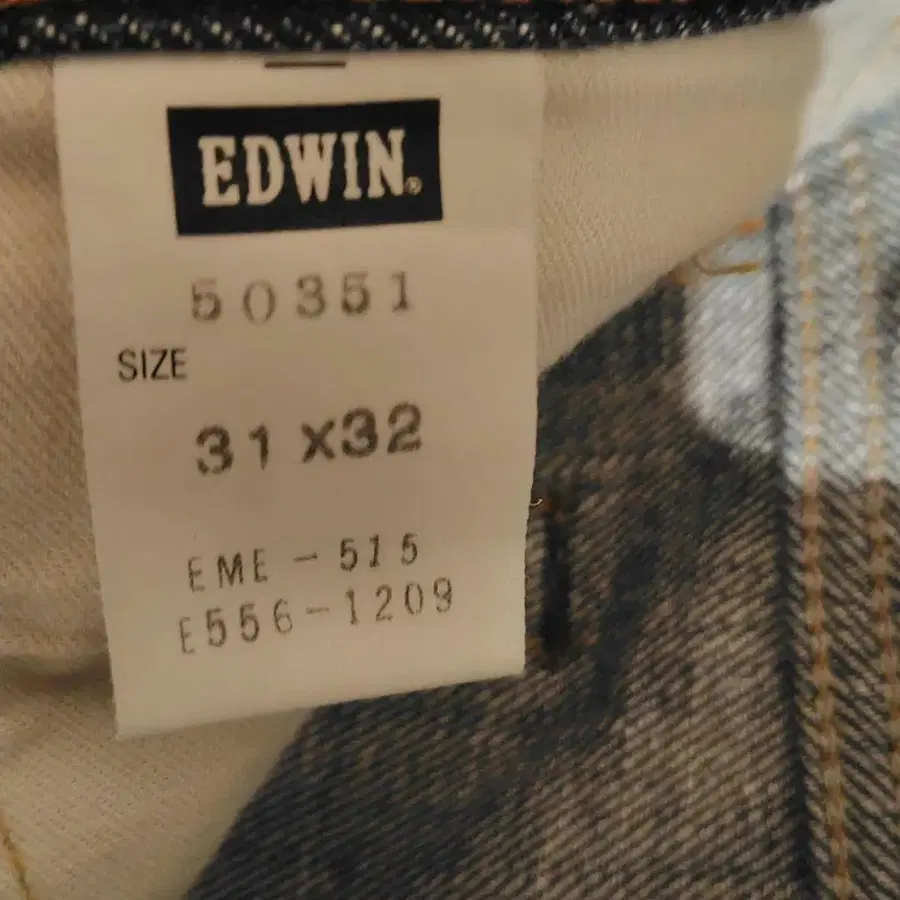 EDWIN®
50351
SIZE
31 x32
EME - 515
E556-1209